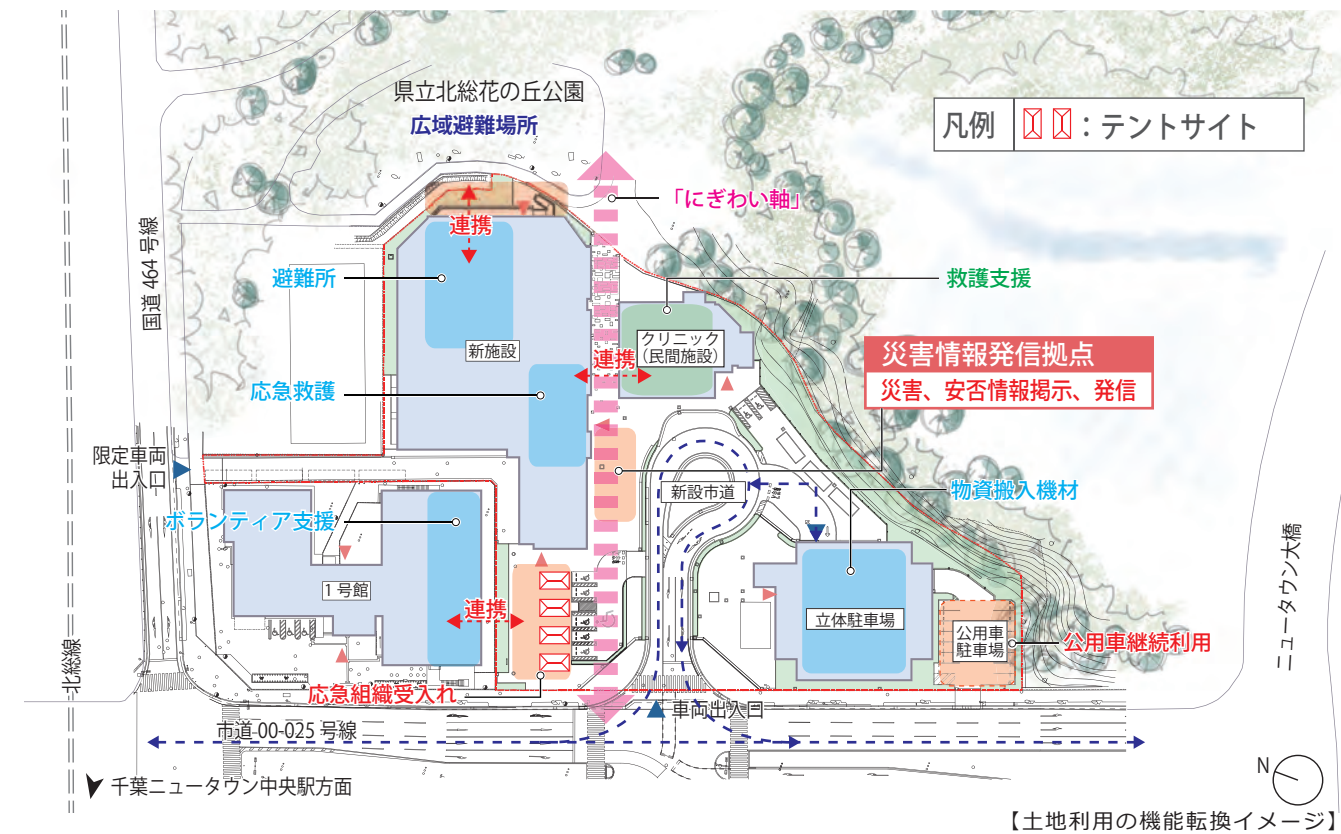 県立北総花の丘公園
広域避難場所
凡例
：テントサイト
「にぎわい軸」
国道 464 号線
連携
避難所
救護支援
新施設
クリニック
（民間施設）
連携
災害情報発信拠点
災害、安否情報掲示、発信
応急救護
限定車両
出入口
新設市道
物資搬入機材
ボランティア支援
1 号館
連携
立体駐車場
公用車
駐車場
公用車継続利用
ニュータウン大橋
北総線
応急組織受入れ
車両出入口
市道 00-025 号線
千葉ニュータウン中央駅方面
N
【土地利用の機能転換イメージ】